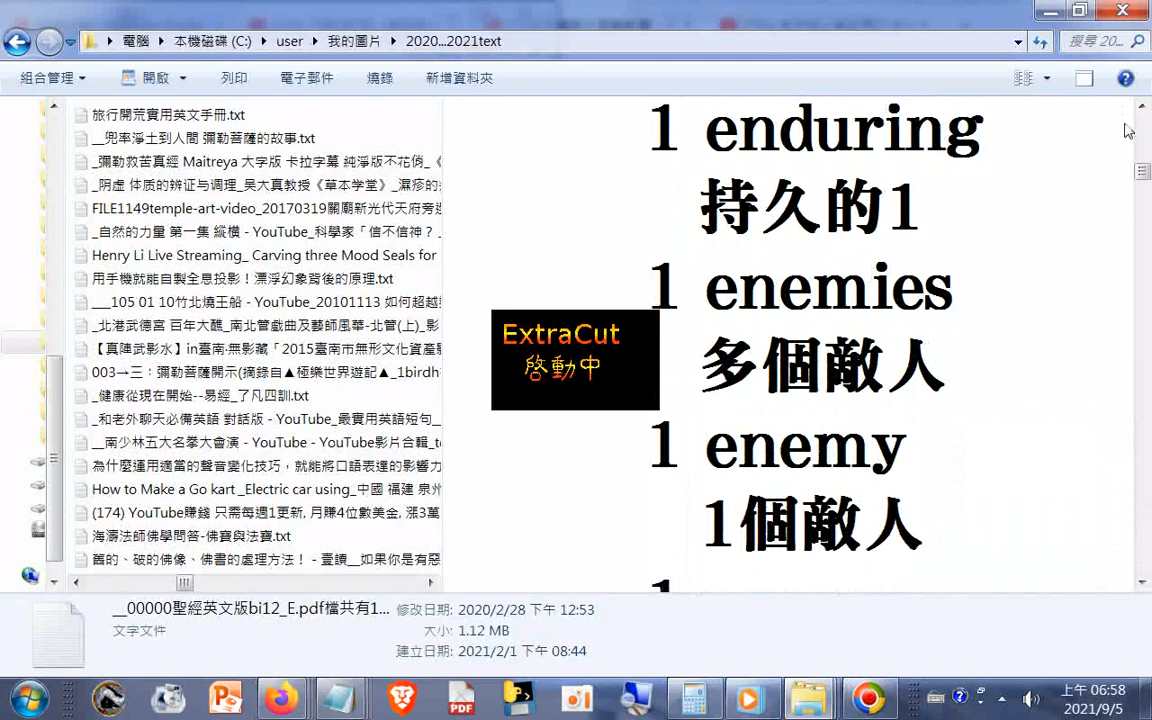 電腦 本機磁碟 (C:) user 我的圖片 2020...2021text
搜尋 20...
組合管理 開啟 列印 電子郵件 燒錄 新增資料夾
旅行開荒實用英文手冊.txt
__兜率淨土到人間 彌勒菩薩的故事.txt
_彌勒救苦真經 Maitreya 大字版 卡拉字幕 純淨版不花俏_《
_阴虚 体质的辨证与调理_吴大真教授《草本学堂》_濕疹的
FILE1149temple-art-video_20170319關廟新光代天府旁
_自然的力量 第一集 縱橫 - YouTube_科學家「信不信神？」
Henry Li Live Streaming_ Carving three Mood Seals for
用手機就能自製全息投影！漂浮幻象背後的原理.txt
___105 01 10竹北燒王船 - YouTube_20101113 如何超越
_北港武德宮 百年大醮_南北管戲曲及藝師風華-北管(上)_影
【真陣武影水】in臺南·無影藏「2015臺南市無形文化資產
003→三：彌勒菩薩開示(摘錄自▲極樂世界遊記▲_1birdh
_健康從現在開始--易經_了凡四訓.txt
_和老外聊天必備英語 對話版 - YouTube_最實用英語短句_
__南少林五大名拳大會演 - YouTube - YouTube影片合輯_t
為什麼運用適當的聲音變化技巧，就能將口語表達的影響力
How to Make a Go kart _Electric car using_中國 福建 泉州
(174) YouTube賺錢 只需每週1更新, 月賺4位數美金, 漲3萬
海濤法師佛學問答-佛寶與法寶.txt
舊的、破的佛像、佛書的處理方法！ - 壹讀__如果你是有惡
1 enduring
持久的1
1 enemies
多個敵人
1 enemy
1個敵人
1
ExtraCut
啓動中
__00000聖經英文版bi12_E.pdf檔共有1... 修改日期: 2020/2/28 下午 12:53
文字文件 大小: 1.12 MB
建立日期: 2021/2/1 下午 08:44
PDF
上午 06:58
2021/9/5